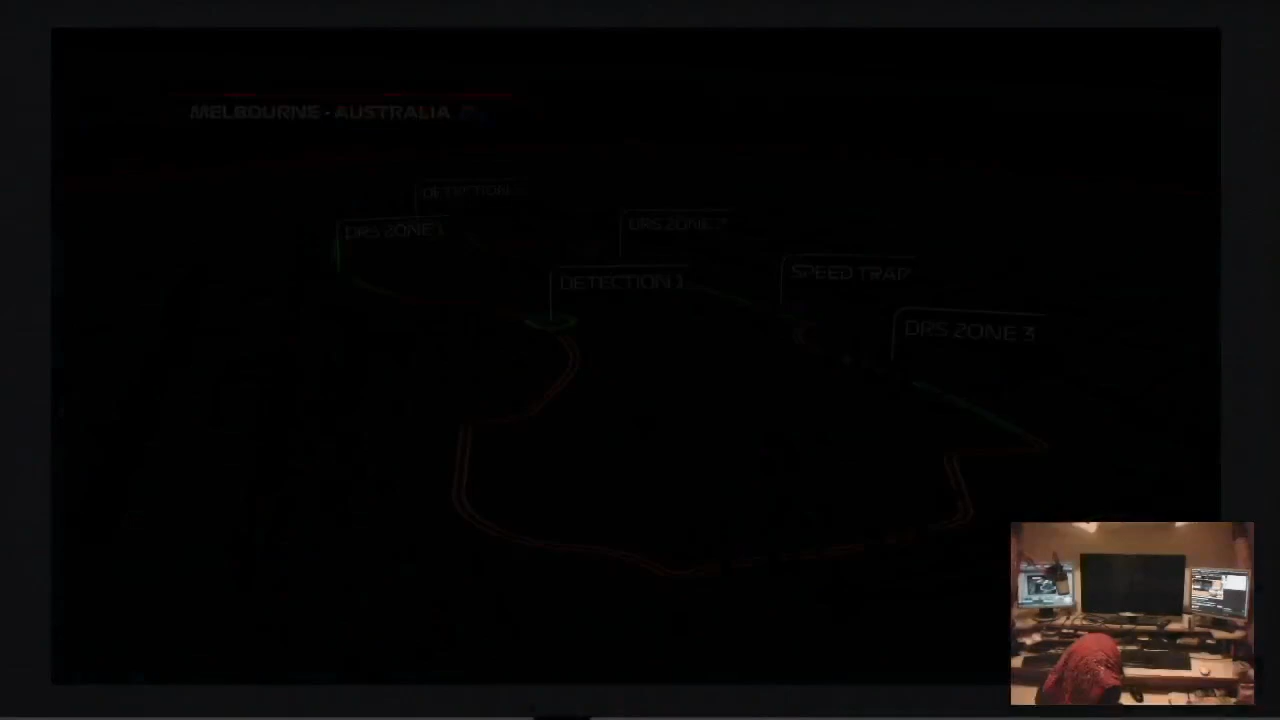 MELBOURNE - AUSTRALIA
DETECTION
DRS ZONE 1
DRS ZONE 2
DETECTION 1
SPEED TRAP
DRS ZONE 3